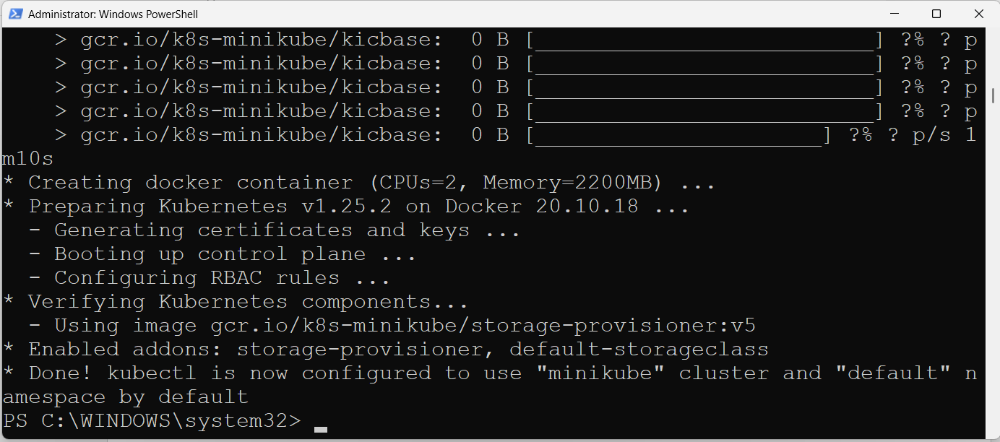 Administrator: Windows PowerShell
> gcr.io/k8s-minikube/kicbase:  0 B [__________________________] ?% ? p
> gcr.io/k8s-minikube/kicbase:  0 B [__________________________] ?% ? p
> gcr.io/k8s-minikube/kicbase:  0 B [__________________________] ?% ? p
> gcr.io/k8s-minikube/kicbase:  0 B [__________________________] ?% ? p
> gcr.io/k8s-minikube/kicbase:  0 B [______________________] ?% ? p/s 1
m10s
* Creating docker container (CPUs=2, Memory=2200MB) ...
* Preparing Kubernetes v1.25.2 on Docker 20.10.18 ...
  - Generating certificates and keys ...
  - Booting up control plane ...
  - Configuring RBAC rules ...
* Verifying Kubernetes components...
  - Using image gcr.io/k8s-minikube/storage-provisioner:v5
* Enabled addons: storage-provisioner, default-storageclass
* Done! kubectl is now configured to use "minikube" cluster and "default" n
amespace by default
PS C:\WINDOWS\system32>